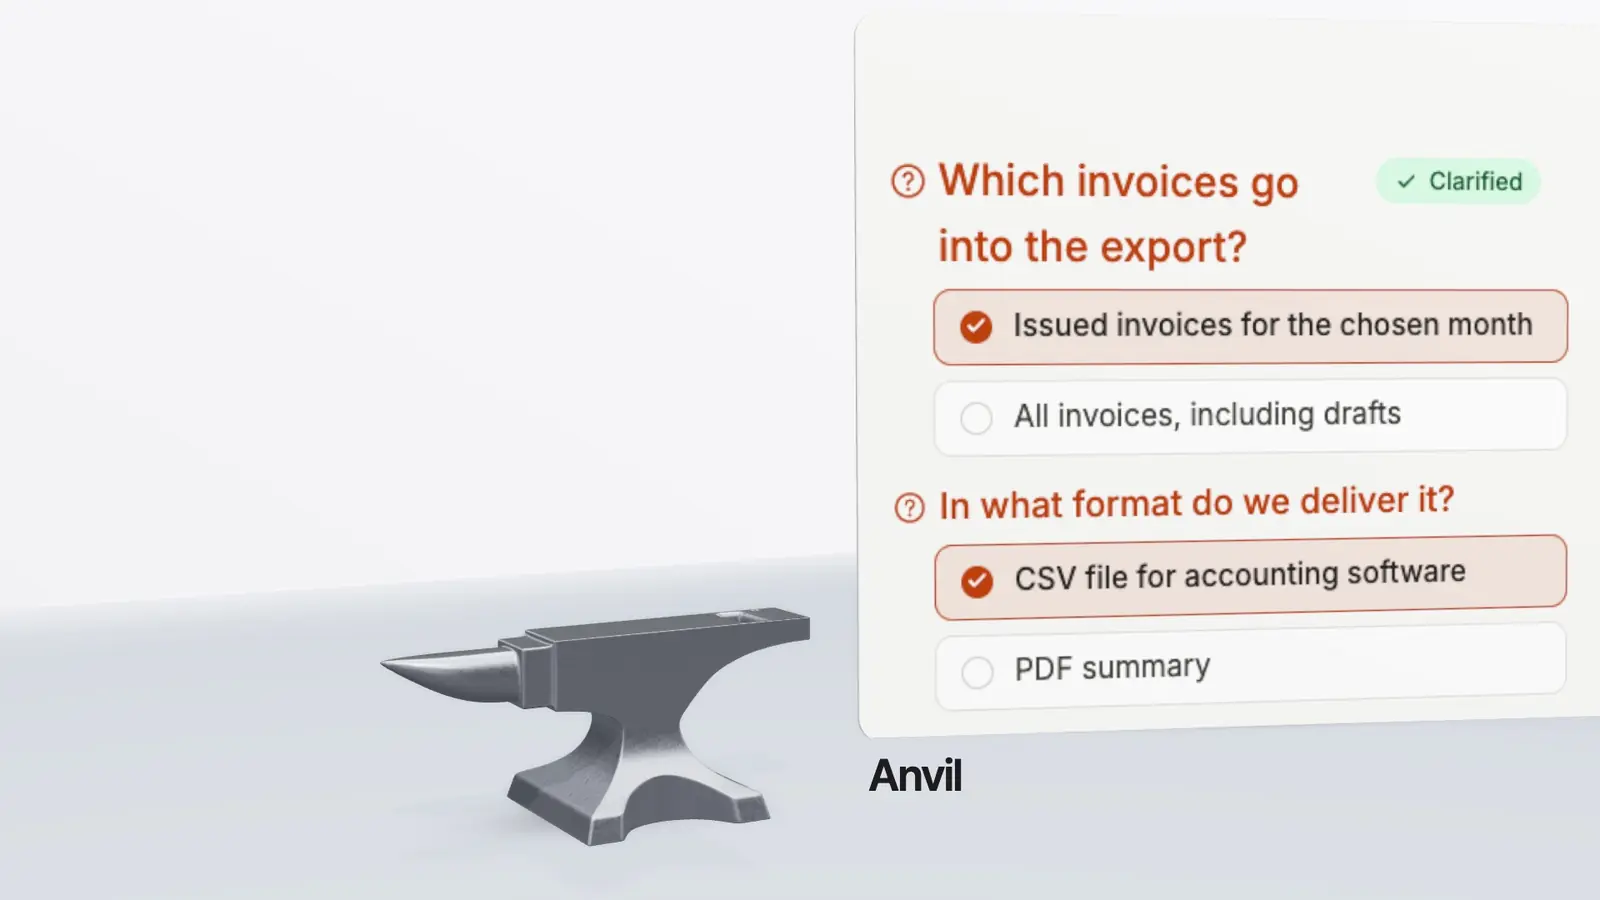 Which invoices go
Clarified
into the export?
Issued invoices for the chosen month
All invoices, including drafts
In what format do we deliver it?
CSV file for accounting software
PDF summary
Anvil